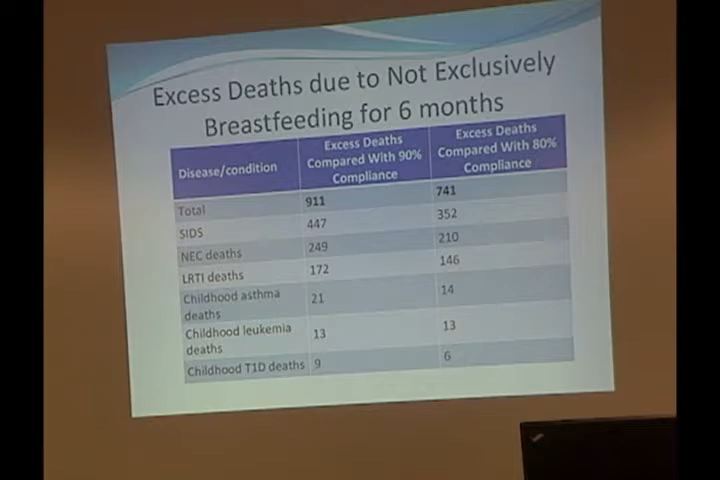 Excess Deaths due to Not Exclusively
Breastfeeding for 6 months
Disease/condition
Excess Deaths
Compared With 90%
Compliance
Excess Deaths
Compared With 80%
Compliance
Total 911 741
SIDS 447 352
NEC deaths 249 210
LRTI deaths 172 146
Childhood asthma
deaths
21 14
Childhood leukemia
deaths
13 13
Childhood T1D deaths 9 6